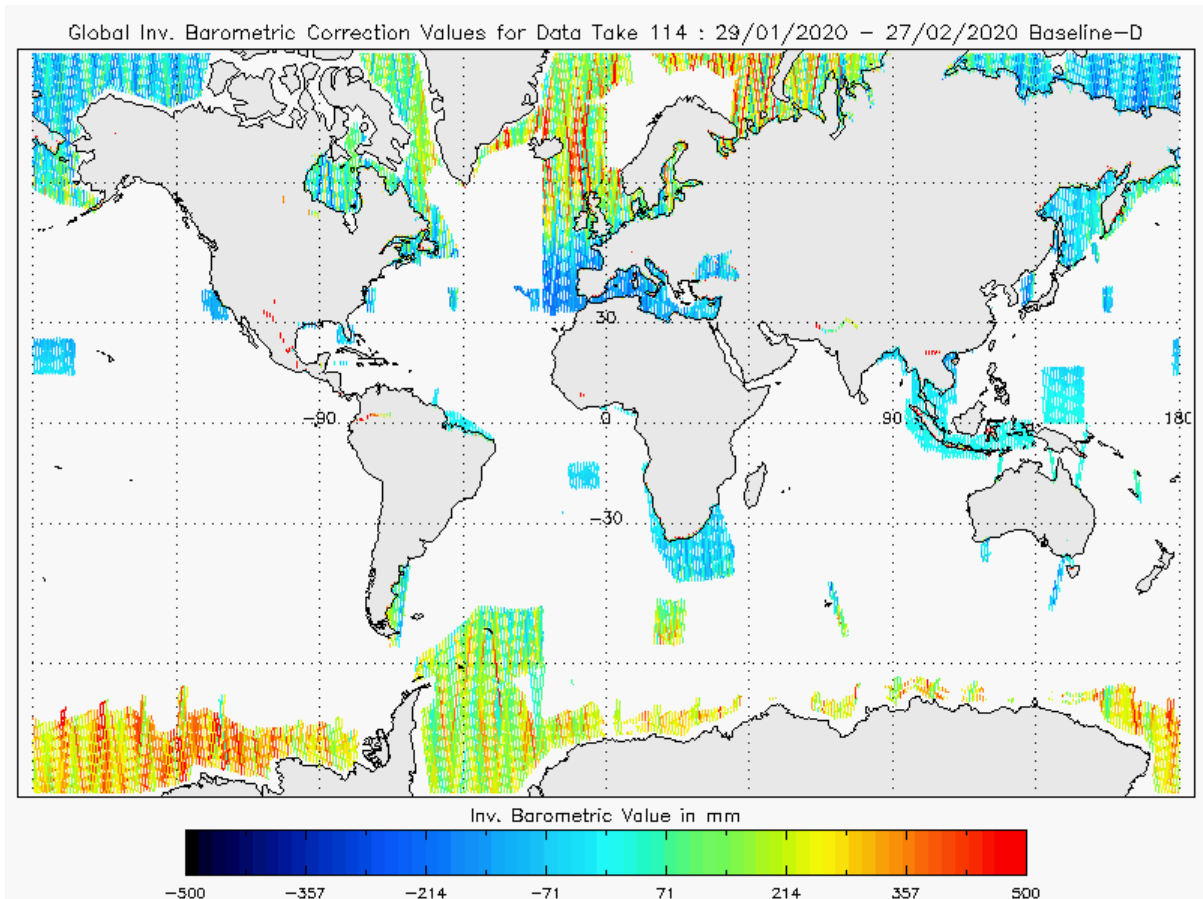 Global Inv. Barometric Correction Values for Data Take 114 : 29/01/2020 − 27/02/2020 Baseline−D
30
−90 0 90 180
−30
Inv. Barometric Value in mm
−500 −357 −214 −71 71 214 357 500